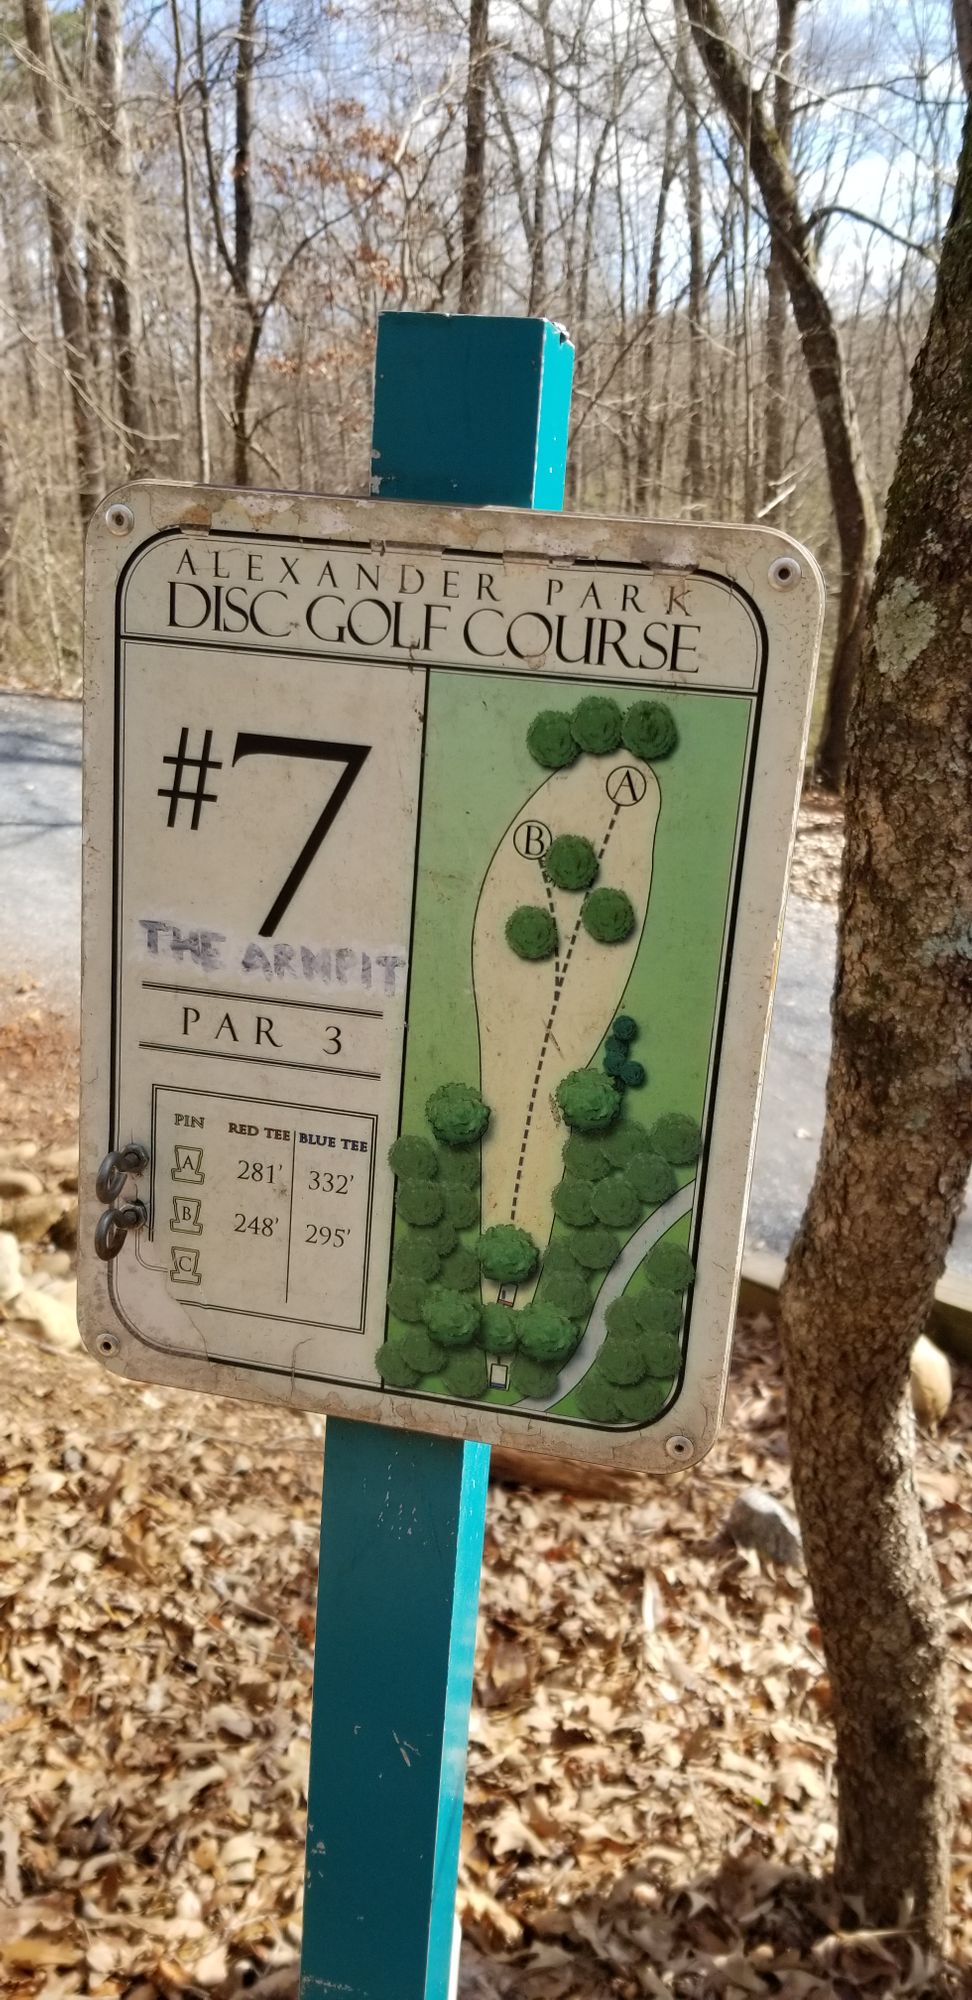 ALEXANDER PARK
DISC GOLF COURSE
#7
THE ARMPIT
PAR 3
PIN RED TEE BLUE TEE
A 281' 332'
B 248' 295'
C
A
B